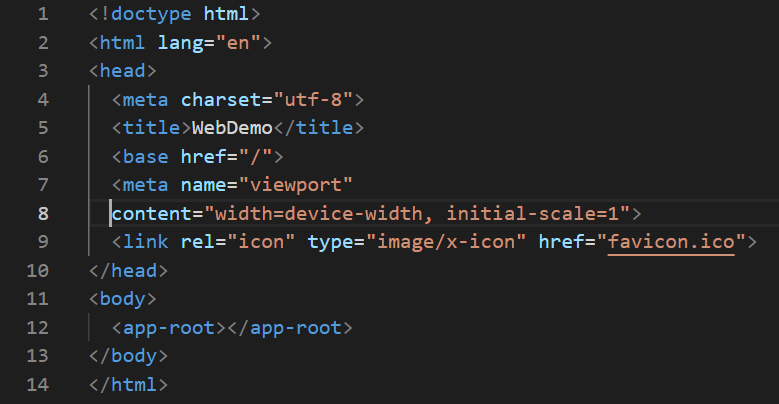 1 <!doctype html>
2 <html lang="en">
3 <head>
4   <meta charset="utf-8">
5   <title>WebDemo</title>
6   <base href="/">
7   <meta name="viewport"
8   content="width=device-width, initial-scale=1">
9   <link rel="icon" type="image/x-icon" href="favicon.ico">
10 </head>
11 <body>
12   <app-root></app-root>
13 </body>
14 </html>